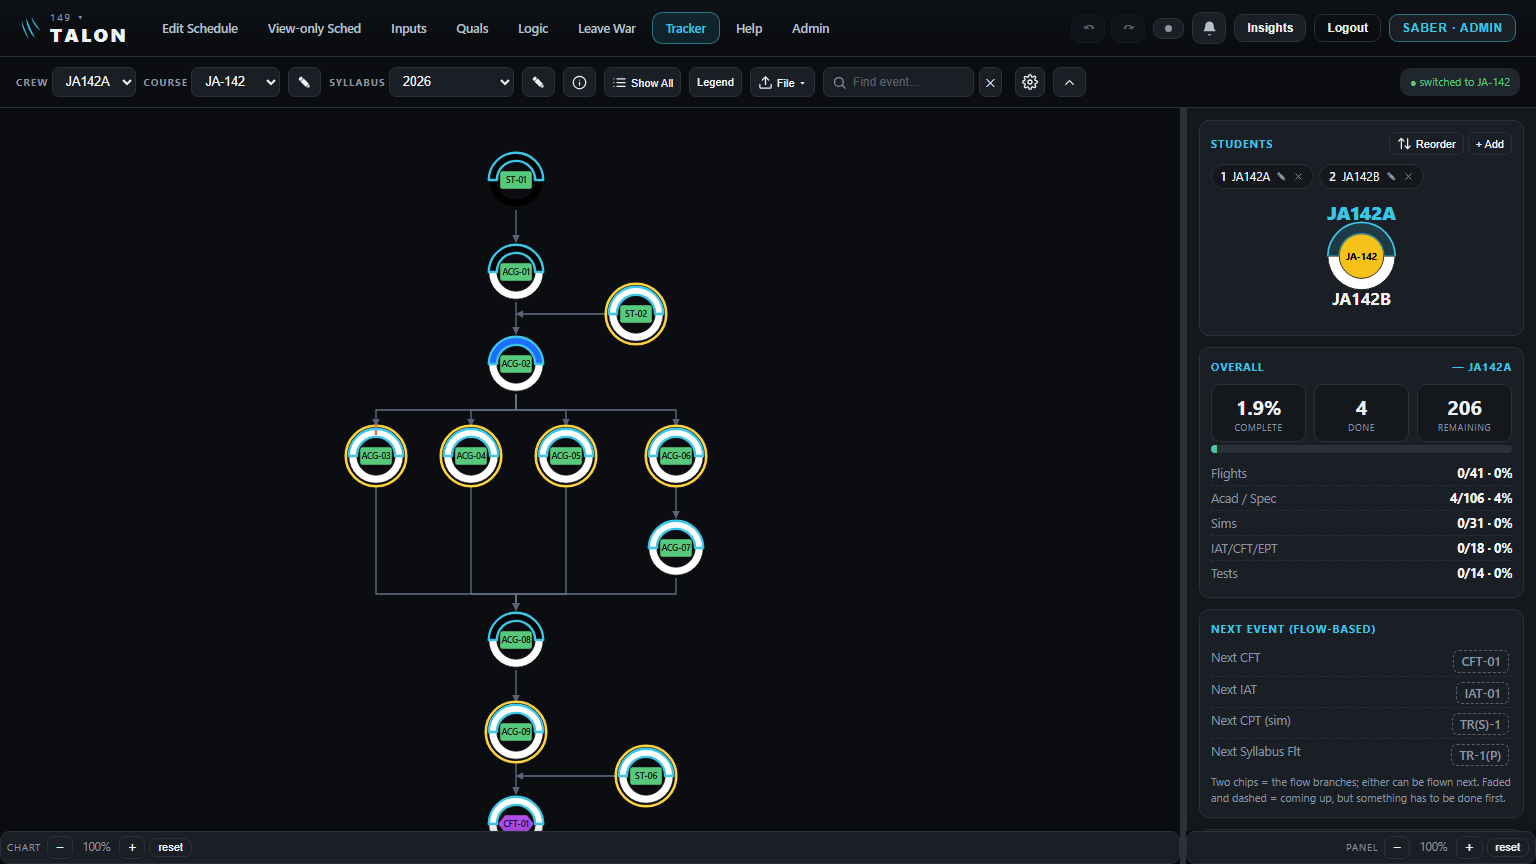 149
TALON
Edit Schedule
View-only Sched
Inputs
Quals
Logic
Leave War
Tracker
Help
Admin
Insights
Logout
SABER · ADMIN
CREW
JA142A
COURSE
JA-142
SYLLABUS
2026
Show All
Legend
File
Find event...
switched to JA-142
ST-01
ACG-01
ST-02
ACG-02
ACG-03
ACG-04
ACG-05
ACG-06
ACG-07
ACG-08
ACG-09
ST-06
CFT-01
STUDENTS
Reorder
+ Add
1 JA142A
2 JA142B
JA142A
JA-142
JA142B
OVERALL
— JA142A
1.9%
COMPLETE
4
DONE
206
REMAINING
Flights 0/41 · 0%
Acad / Spec 4/106 · 4%
Sims 0/31 · 0%
IAT/CFT/EPT 0/18 · 0%
Tests 0/14 · 0%
NEXT EVENT (FLOW-BASED)
Next CFT CFT-01
Next IAT IAT-01
Next CPT (sim) TR(S)-1
Next Syllabus Flt TR-1(P)
Two chips = the flow branches; either can be flown next. Faded
and dashed = coming up, but something has to be done first.
CHART − 100% + reset
PANEL − 100% + reset